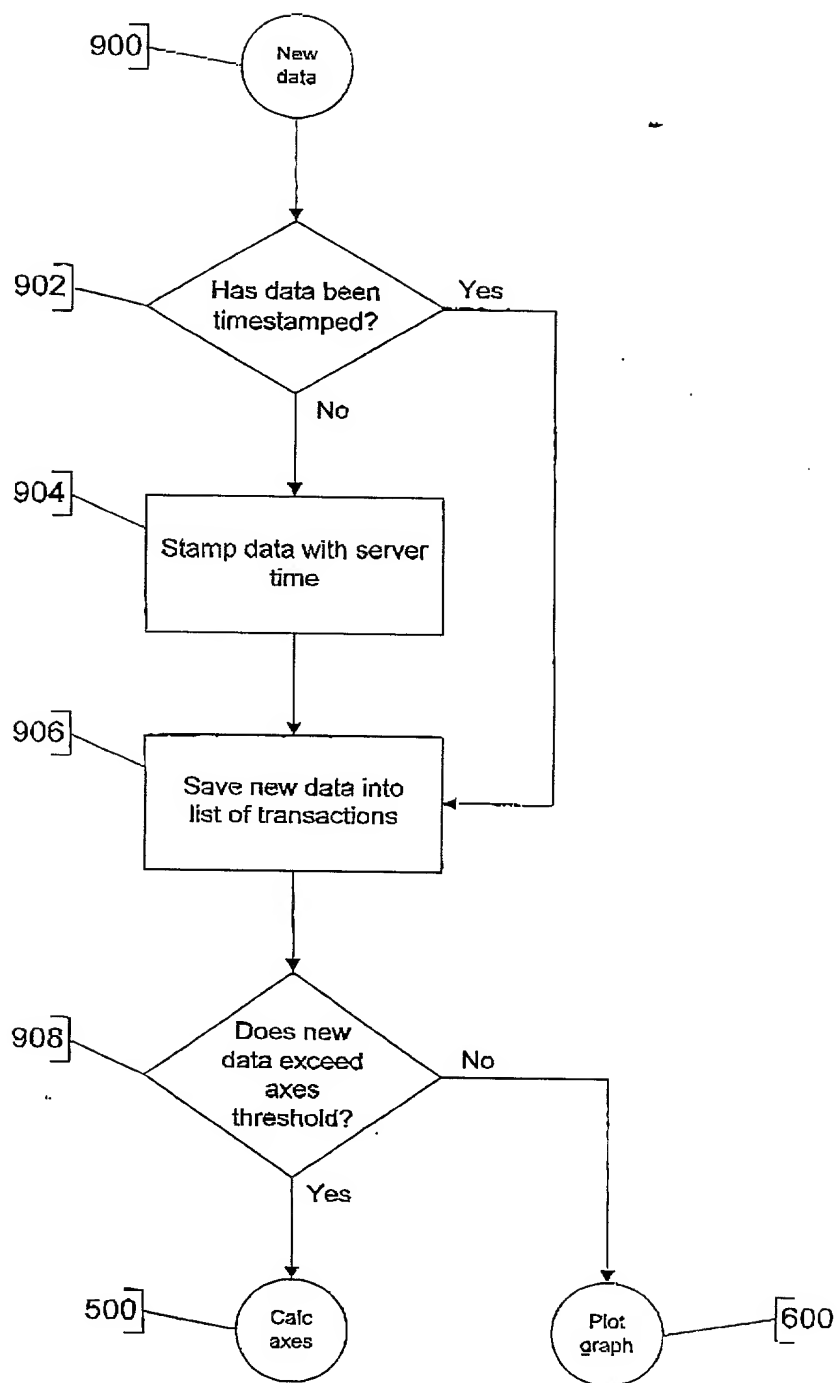 900
New
data
902
Has data been
timestamped?
Yes
No
904
Stamp data with server
time
906
Save new data into
list of transactions
908
Does new
data exceed
axes
threshold?
No
Yes
500
Calc
axes
Plot
graph
600